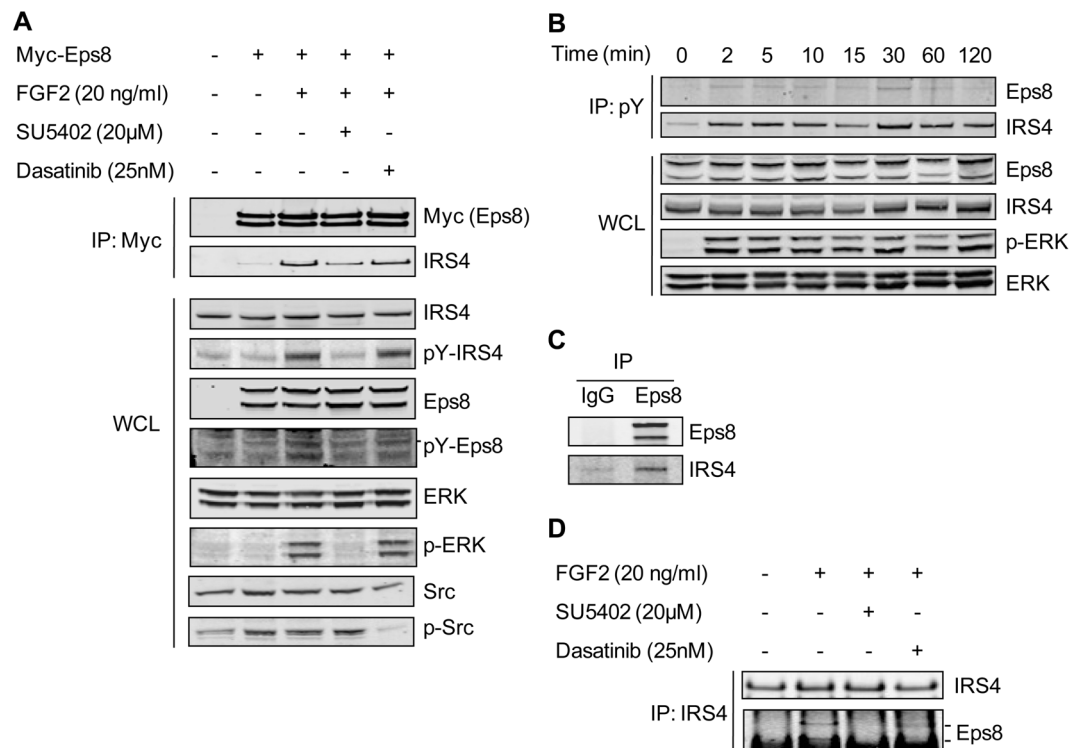 A
Myc-Eps8 - + + + +
FGF2 (20 ng/ml) - - + + +
SU5402 (20µM) - - - + -
Dasatinib (25nM) - - - - +
IP: Myc
Myc (Eps8)
IRS4
WCL
IRS4
pY-IRS4
Eps8
pY-Eps8
ERK
p-ERK
Src
p-Src
B
Time (min) 0 2 5 10 15 30 60 120
IP: pY
Eps8
IRS4
WCL
Eps8
IRS4
p-ERK
ERK
C
IP
IgG Eps8
Eps8
IRS4
D
FGF2 (20 ng/ml) - + + +
SU5402 (20µM) - - + -
Dasatinib (25nM) - - - +
IP: IRS4
IRS4
Eps8